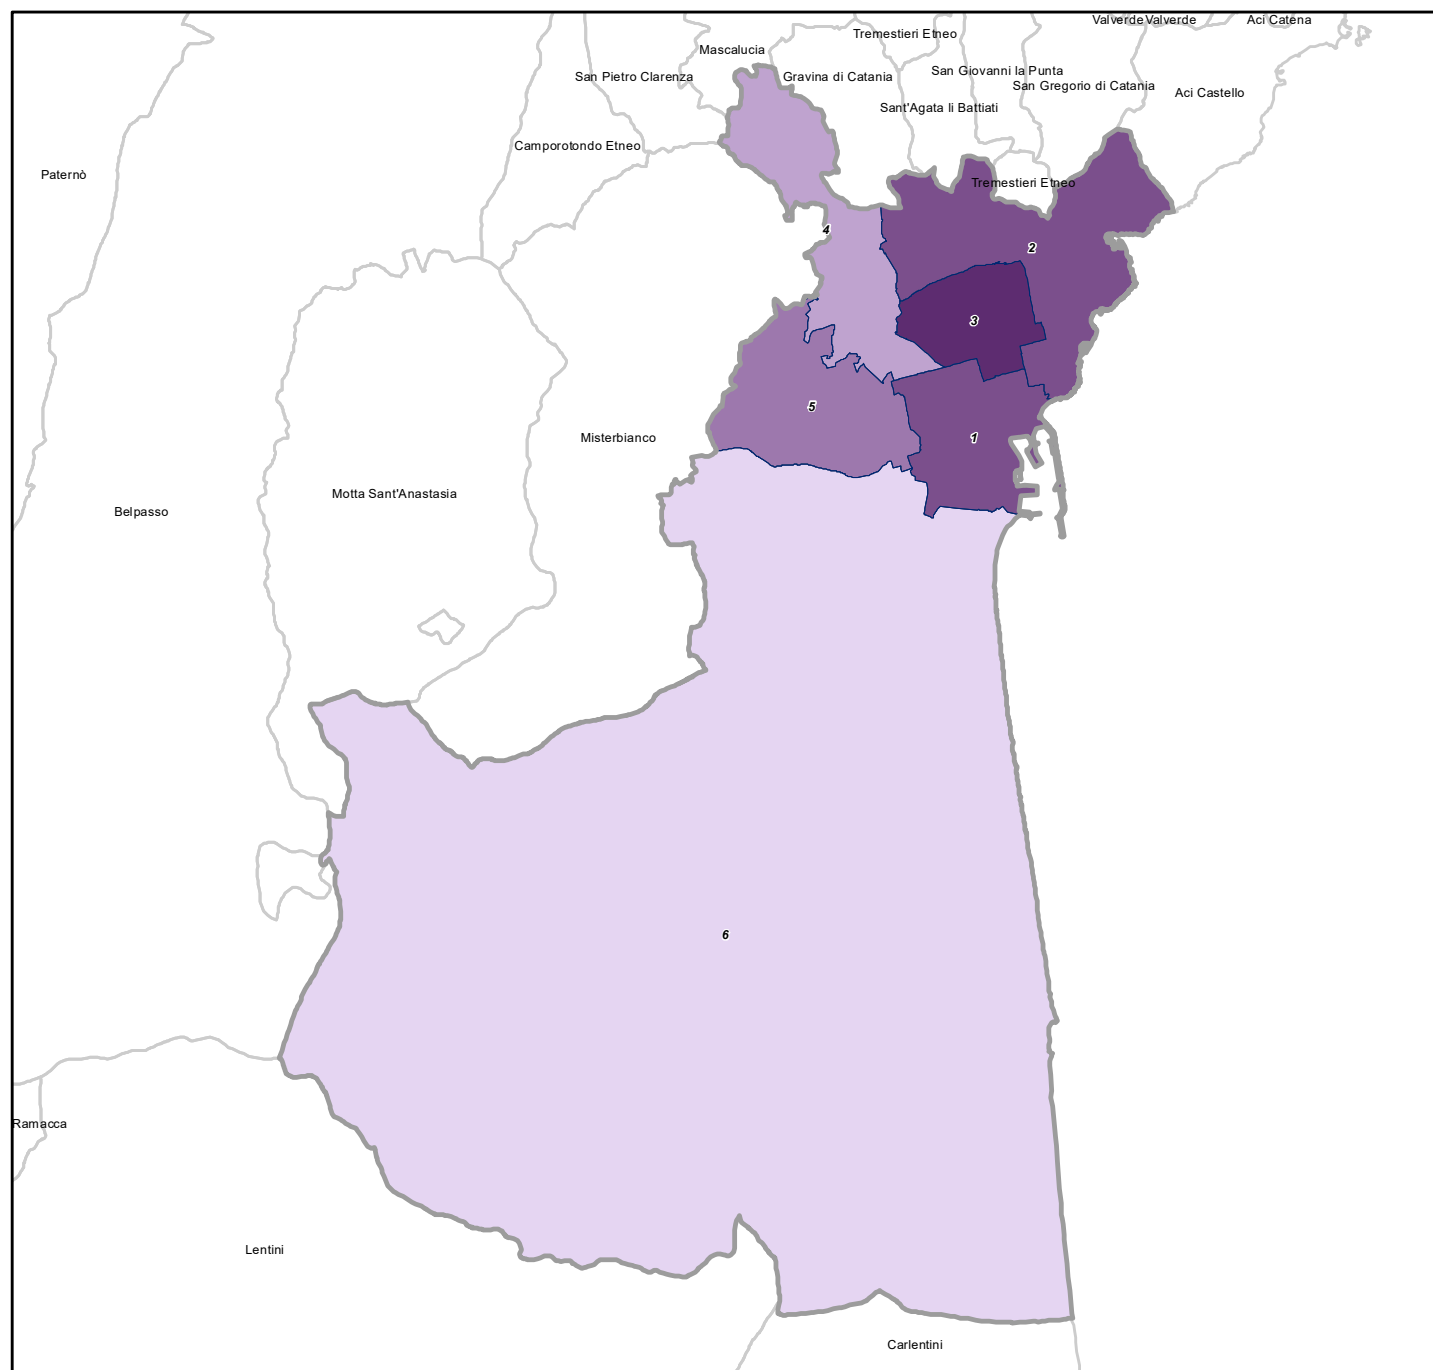 Valverde Valverde
Aci Catena
Tremestieri Etneo
Mascalucia
San Pietro Clarenza
Gravina di Catania
San Giovanni la Punta
San Gregorio di Catania
Aci Castello
Sant'Agata li Battiati
Camporotondo Etneo
Paternò
Tremestieri Etneo
4
2
3
5
1
Misterbianco
Motta Sant'Anastasia
Belpasso
6
Ramacca
Lentini
Carlentini